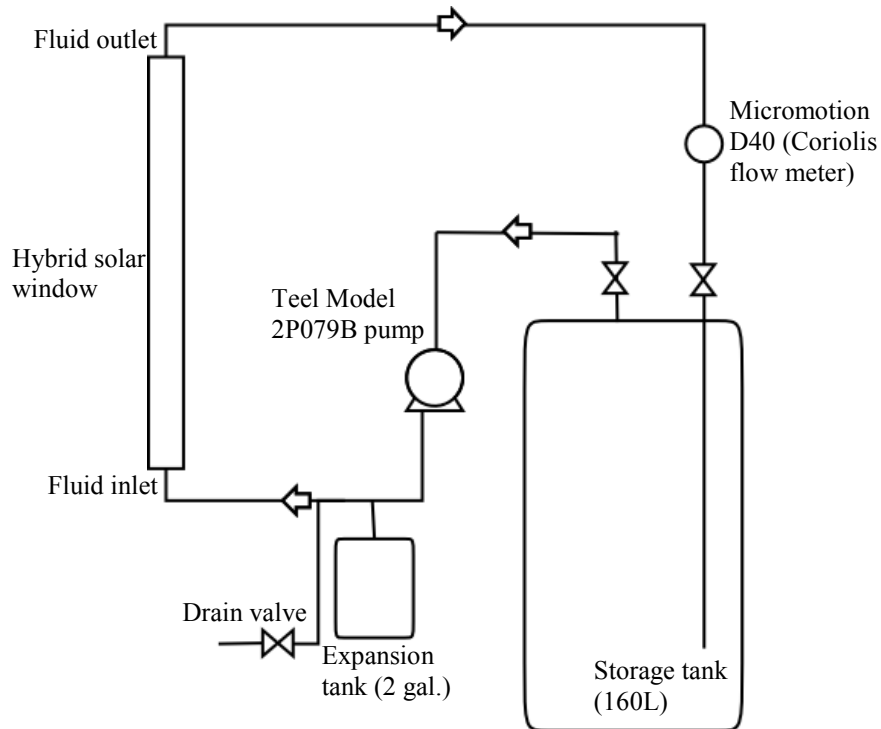 Fluid outlet
Micromotion
D40 (Coriolis
flow meter)
Hybrid solar
window
Teel Model
2P079B pump
Fluid inlet
Drain valve
Expansion
tank (2 gal.)
Storage tank
(160L)